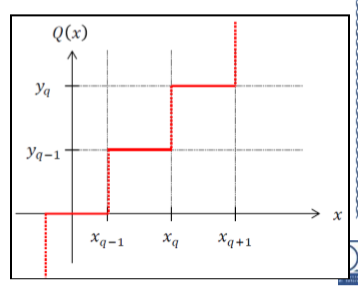 Q(x)
y_q
y_{q-1}
x
x_{q-1} x_q x_{q+1}